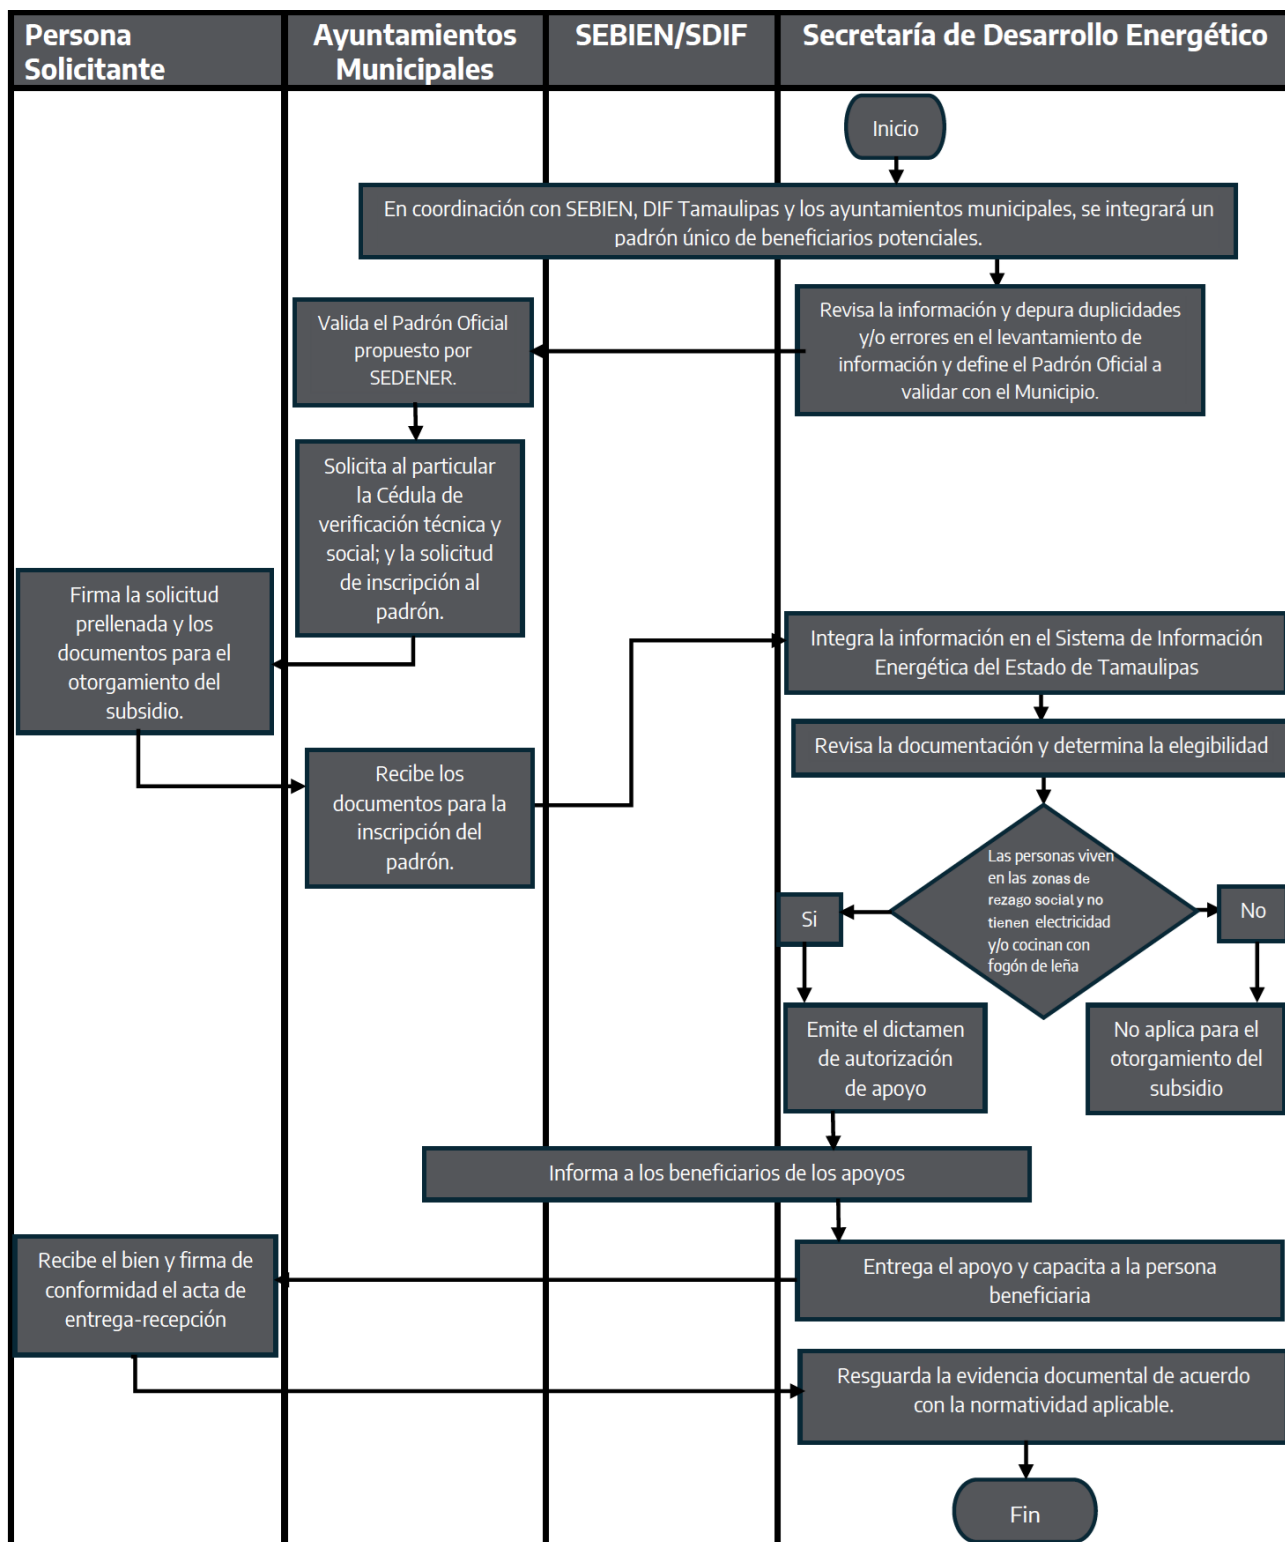 Persona
Solicitante
Ayuntamientos
Municipales
SEBIEN/SDIF
Secretaría de Desarrollo Energético
Inicio
En coordinación con SEBIEN, DIF Tamaulipas y los ayuntamientos municipales, se integrará un
padrón único de beneficiarios potenciales.
Revisa la información y depura duplicidades
y/o errores en el levantamiento de
información y define el Padrón Oficial a
validar con el Municipio.
Valida el Padrón Oficial
propuesto por
SEDENER.
Solicita al particular
la Cédula de
verificación técnica y
social; y la solicitud
de inscripción al
padrón.
Firma la solicitud
prellenada y los
documentos para el
otorgamiento del
subsidio.
Recibe los
documentos para la
inscripción del
padrón.
Integra la información en el Sistema de Información
Energética del Estado de Tamaulipas
Revisa la documentación y determina la elegibilidad
Las personas viven
en las zonas de
rezago social y no
tienen electricidad
y/o cocinan con
fogón de leña
Si
No
Emite el dictamen
de autorización
de apoyo
No aplica para el
otorgamiento del
subsidio
Informa a los beneficiarios de los apoyos
Entrega el apoyo y capacita a la persona
beneficiaria
Recibe el bien y firma de
conformidad el acta de
entrega-recepción
Resguarda la evidencia documental de acuerdo
con la normatividad aplicable.
Fin